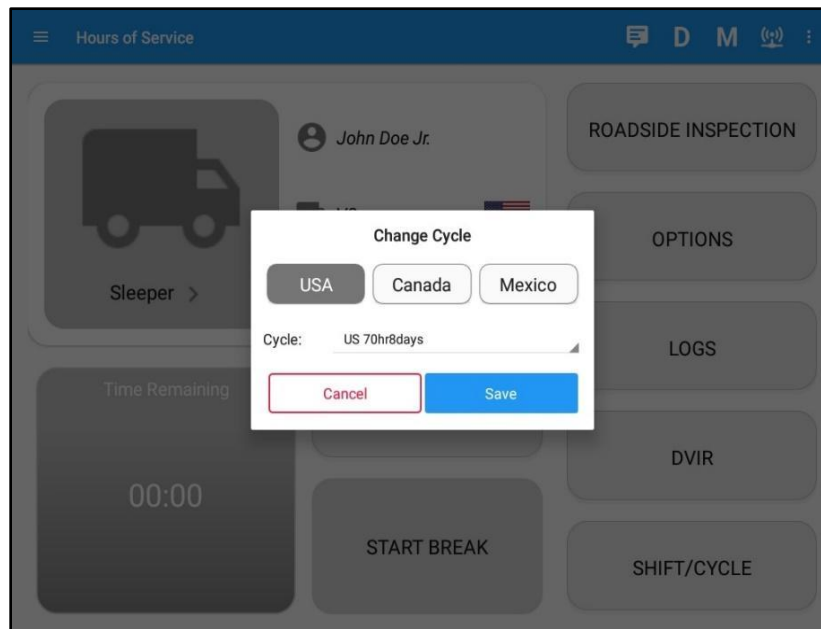 Hours of Service
D M
John Doe Jr.
ROADSIDE INSPECTION
Change Cycle
OPTIONS
USA Canada Mexico
Sleeper >
Cycle: US 70hr8days
LOGS
Time Remaining
Cancel Save
DVIR
00:00
START BREAK
SHIFT/CYCLE